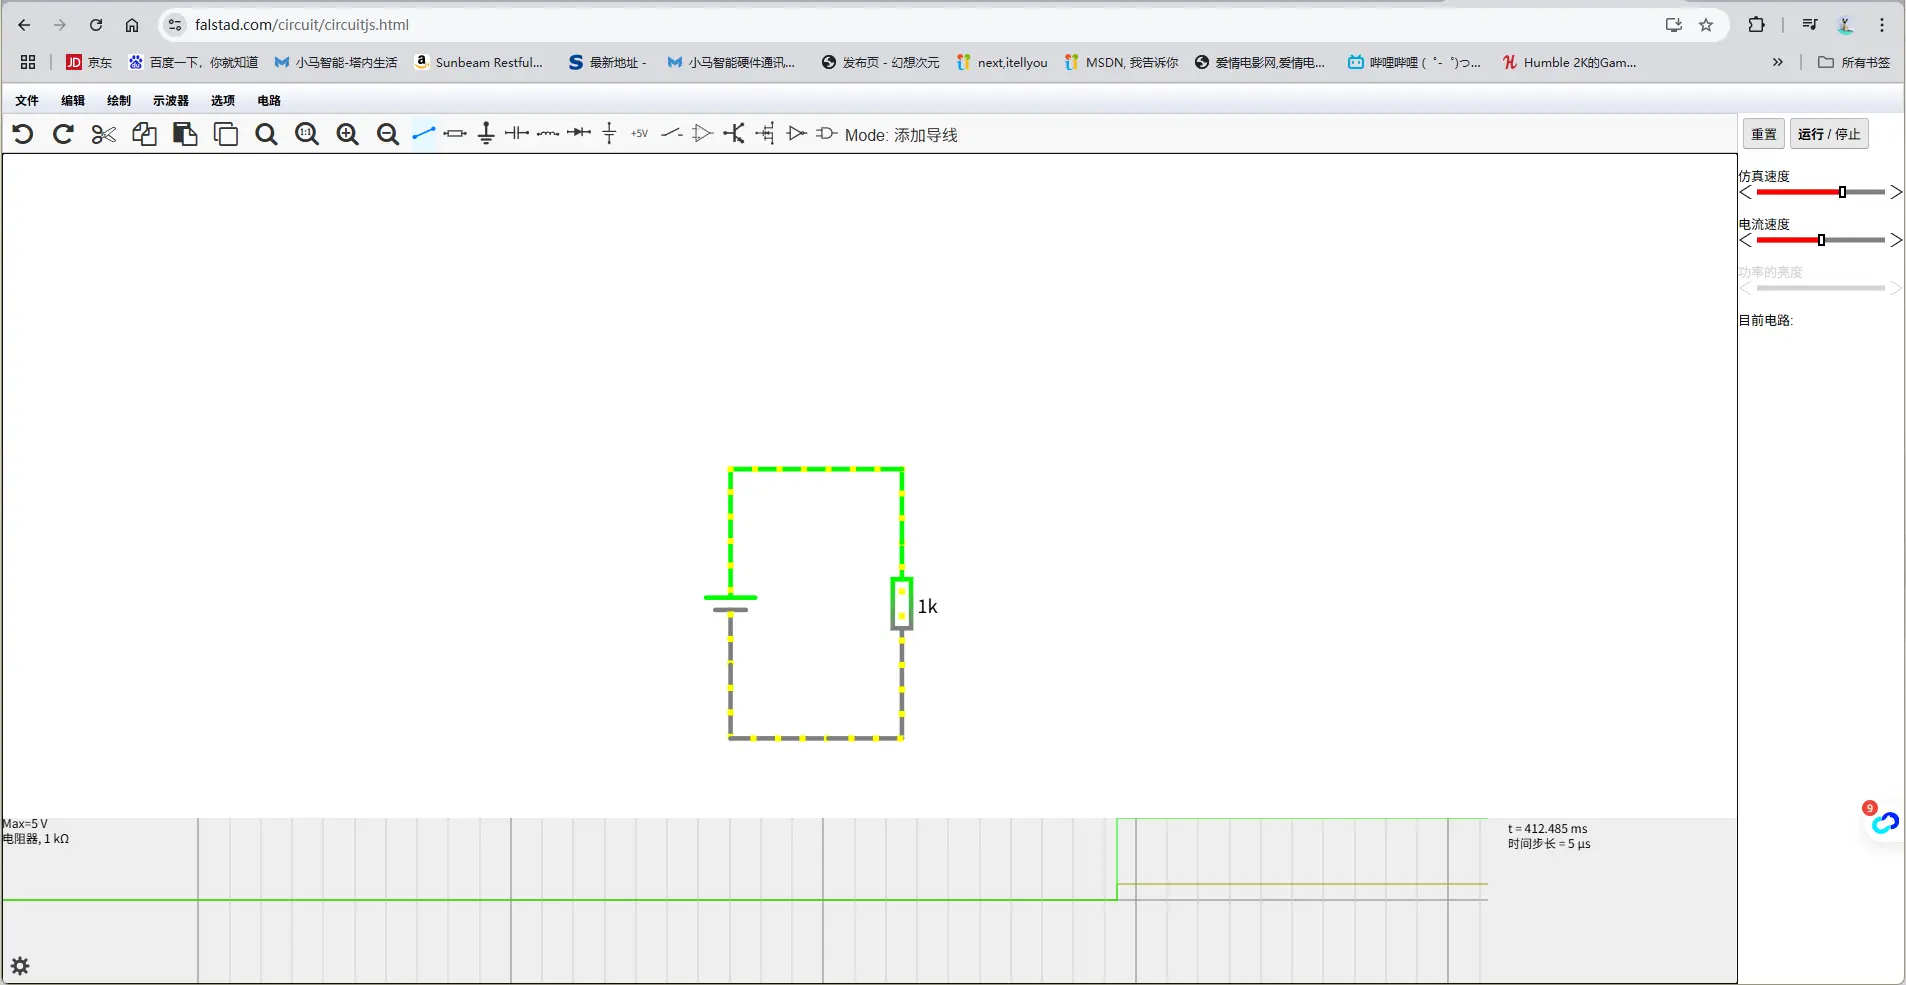 falstad.com/circuit/circuitjs.html
京东 百度一下，你就知道 小马智能-塔内生活 Sunbeam Restful... 最新地址 - 小马智能硬件通讯... 发布页 - 幻想次元 next,itellyou MSDN, 我告诉你 爱情电影网,爱情电... 哔哩哔哩 (゜-゜)つ... Humble 2K的Gam... 所有书签
文件 编辑 绘制 示波器 选项 电路
+5V Mode: 添加导线
重置 运行 / 停止
仿真速度
电流速度
功率的亮度
目前电路:
1k
Max=5 V
电阻器, 1 kΩ
t = 412.485 ms
时间步长 = 5 µs
9